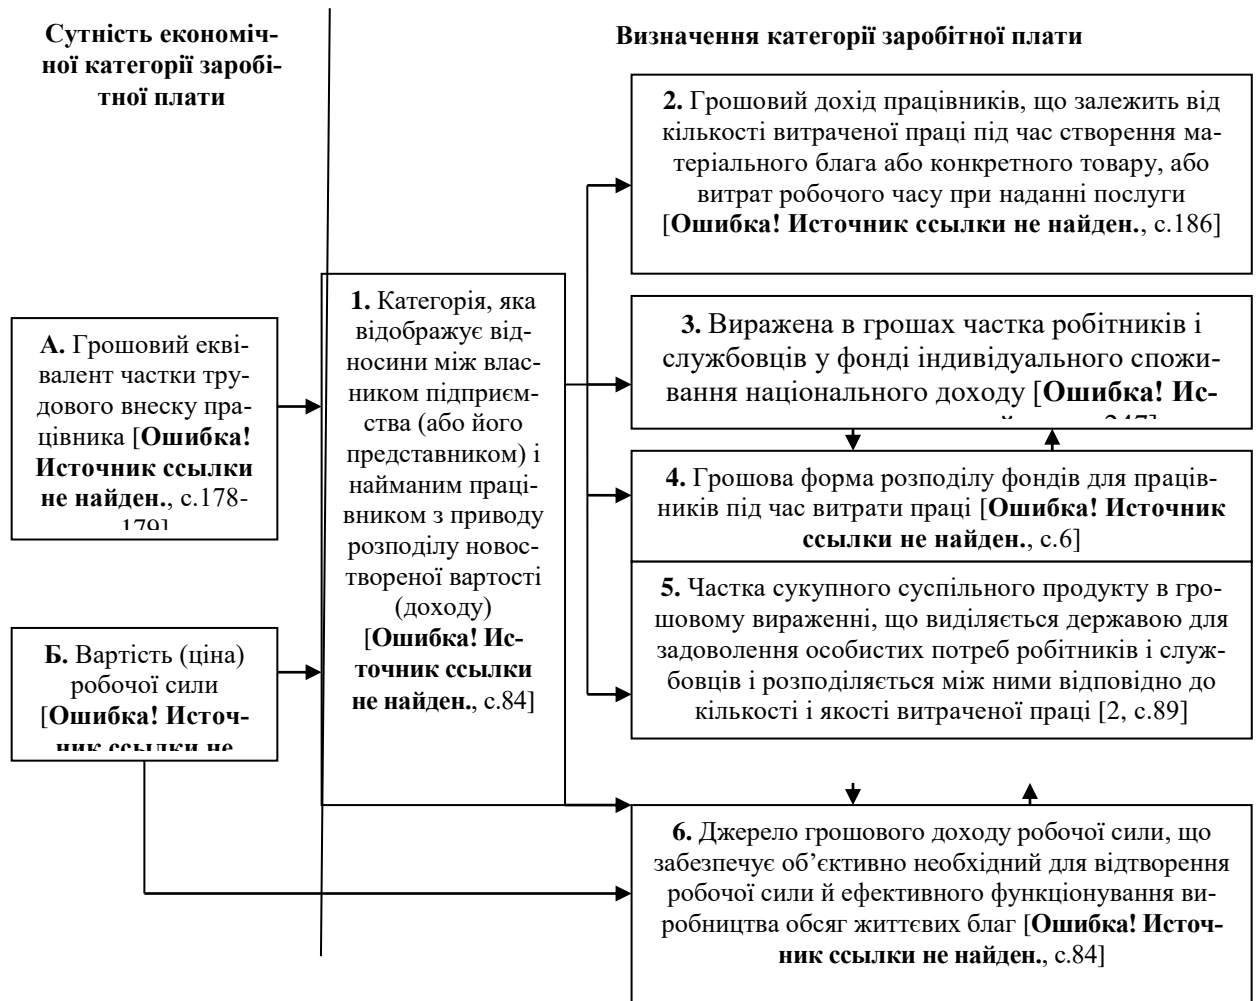 Сутність економіч-
ної категорії заробі-
тної плати
Визначення категорії заробітної плати
А. Грошовий екві-
валент частки тру-
дового внеску пра-
цівника [Ошибка!
Источник ссылки
не найден., с.178-
179]
Б. Вартість (ціна)
робочої сили
[Ошибка! Источ-
ник ссылки не
1. Категорія, яка
відображує від-
носини між влас-
ником підприєм-
ства (або його
представником) і
найманим праці-
вником з приводу
розподілу новос-
твореної вартості
(доходу)
[Ошибка! Ис-
точник ссылки
не найден., с.84]
2. Грошовий дохід працівників, що залежить від
кількості витраченої праці під час створення ма-
теріального блага або конкретного товару, або
витрат робочого часу при наданні послуги
[Ошибка! Источник ссылки не найден., с.186]
3. Виражена в грошах частка робітників і
службовців у фонді індивідуального спожи-
вання національного доходу [Ошибка! Ис-
4. Грошова форма розподілу фондів для праців-
ників під час витрати праці [Ошибка! Источник
ссылки не найден., с.6]
5. Частка сукупного суспільного продукту в гро-
шовому вираженні, що виділяється державою для
задоволення особистих потреб робітників і служ-
бовців і розподіляється між ними відповідно до
кількості і якості витраченої праці [2, с.89]
6. Джерело грошового доходу робочої сили, що
забезпечує об’єктивно необхідний для відтворення
робочої сили й ефективного функціонування ви-
робництва обсяг життєвих благ [Ошибка! Источ-
ник ссылки не найден., с.84]